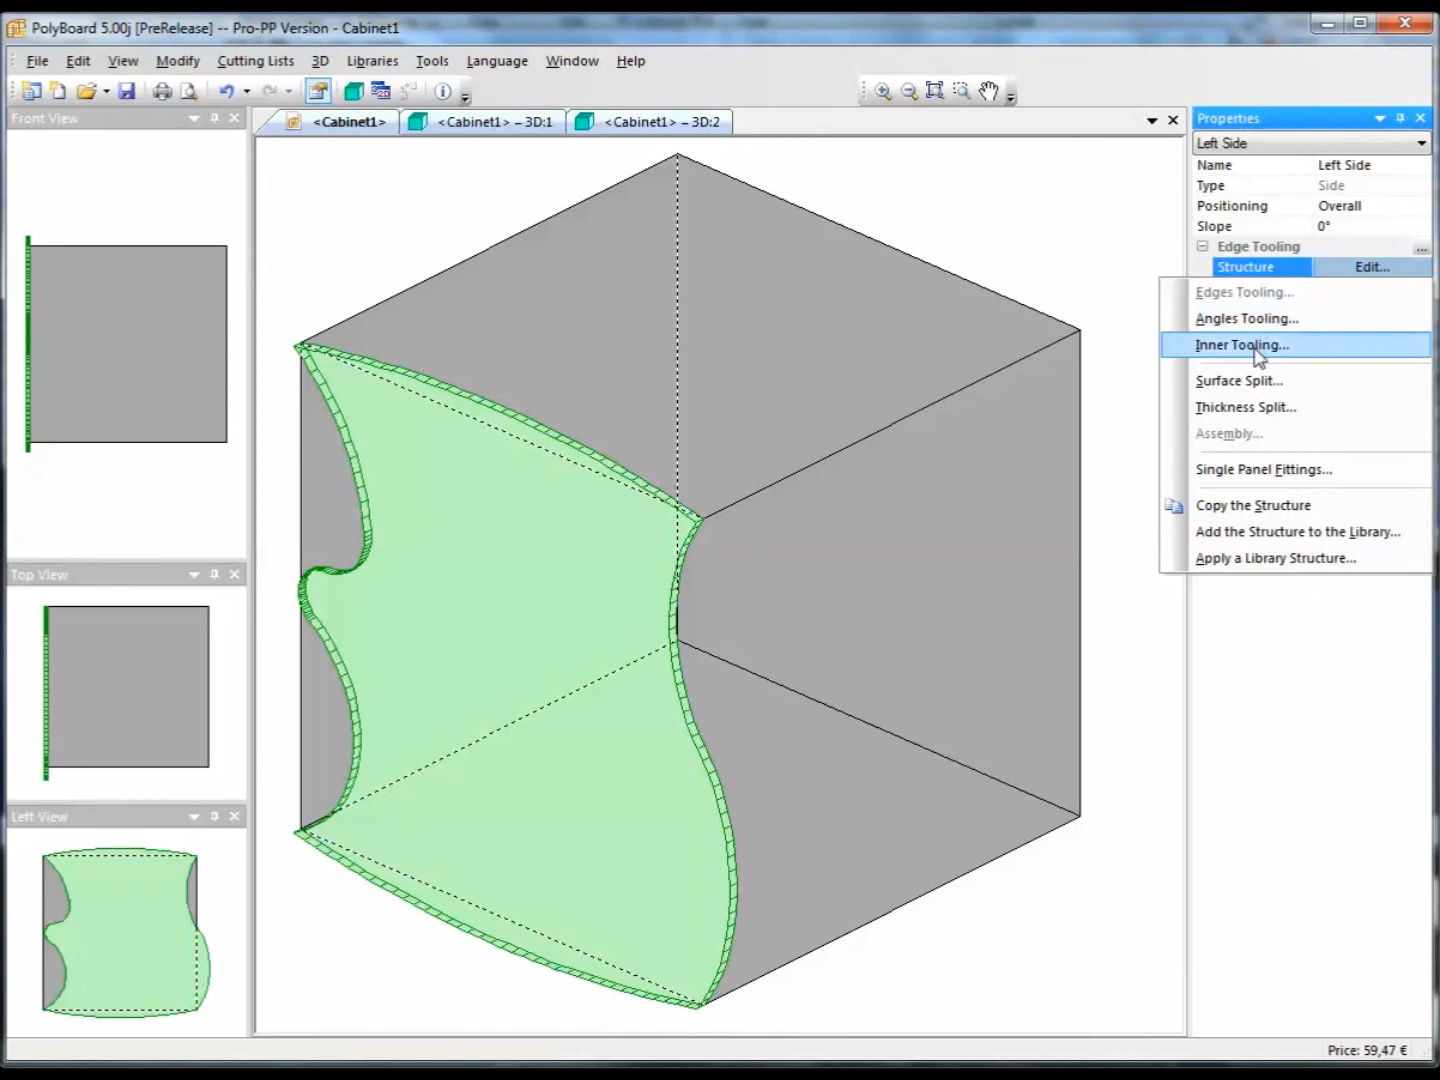 PolyBoard 5.00j [PreRelease] -- Pro-PP Version - Cabinet1
File Edit View Modify Cutting Lists 3D Libraries Tools Language Window Help
Front View
<Cabinet1> <Cabinet1> – 3D:1 <Cabinet1> – 3D:2
Properties
Left Side
Name Left Side
Type Side
Positioning Overall
Slope 0°
Edge Tooling ...
Structure Edit...
Edges Tooling...
Angles Tooling...
Inner Tooling...
Surface Split...
Thickness Split...
Assembly...
Single Panel Fittings...
Copy the Structure
Add the Structure to the Library...
Apply a Library Structure...
Top View
Left View
Price: 59,47 €